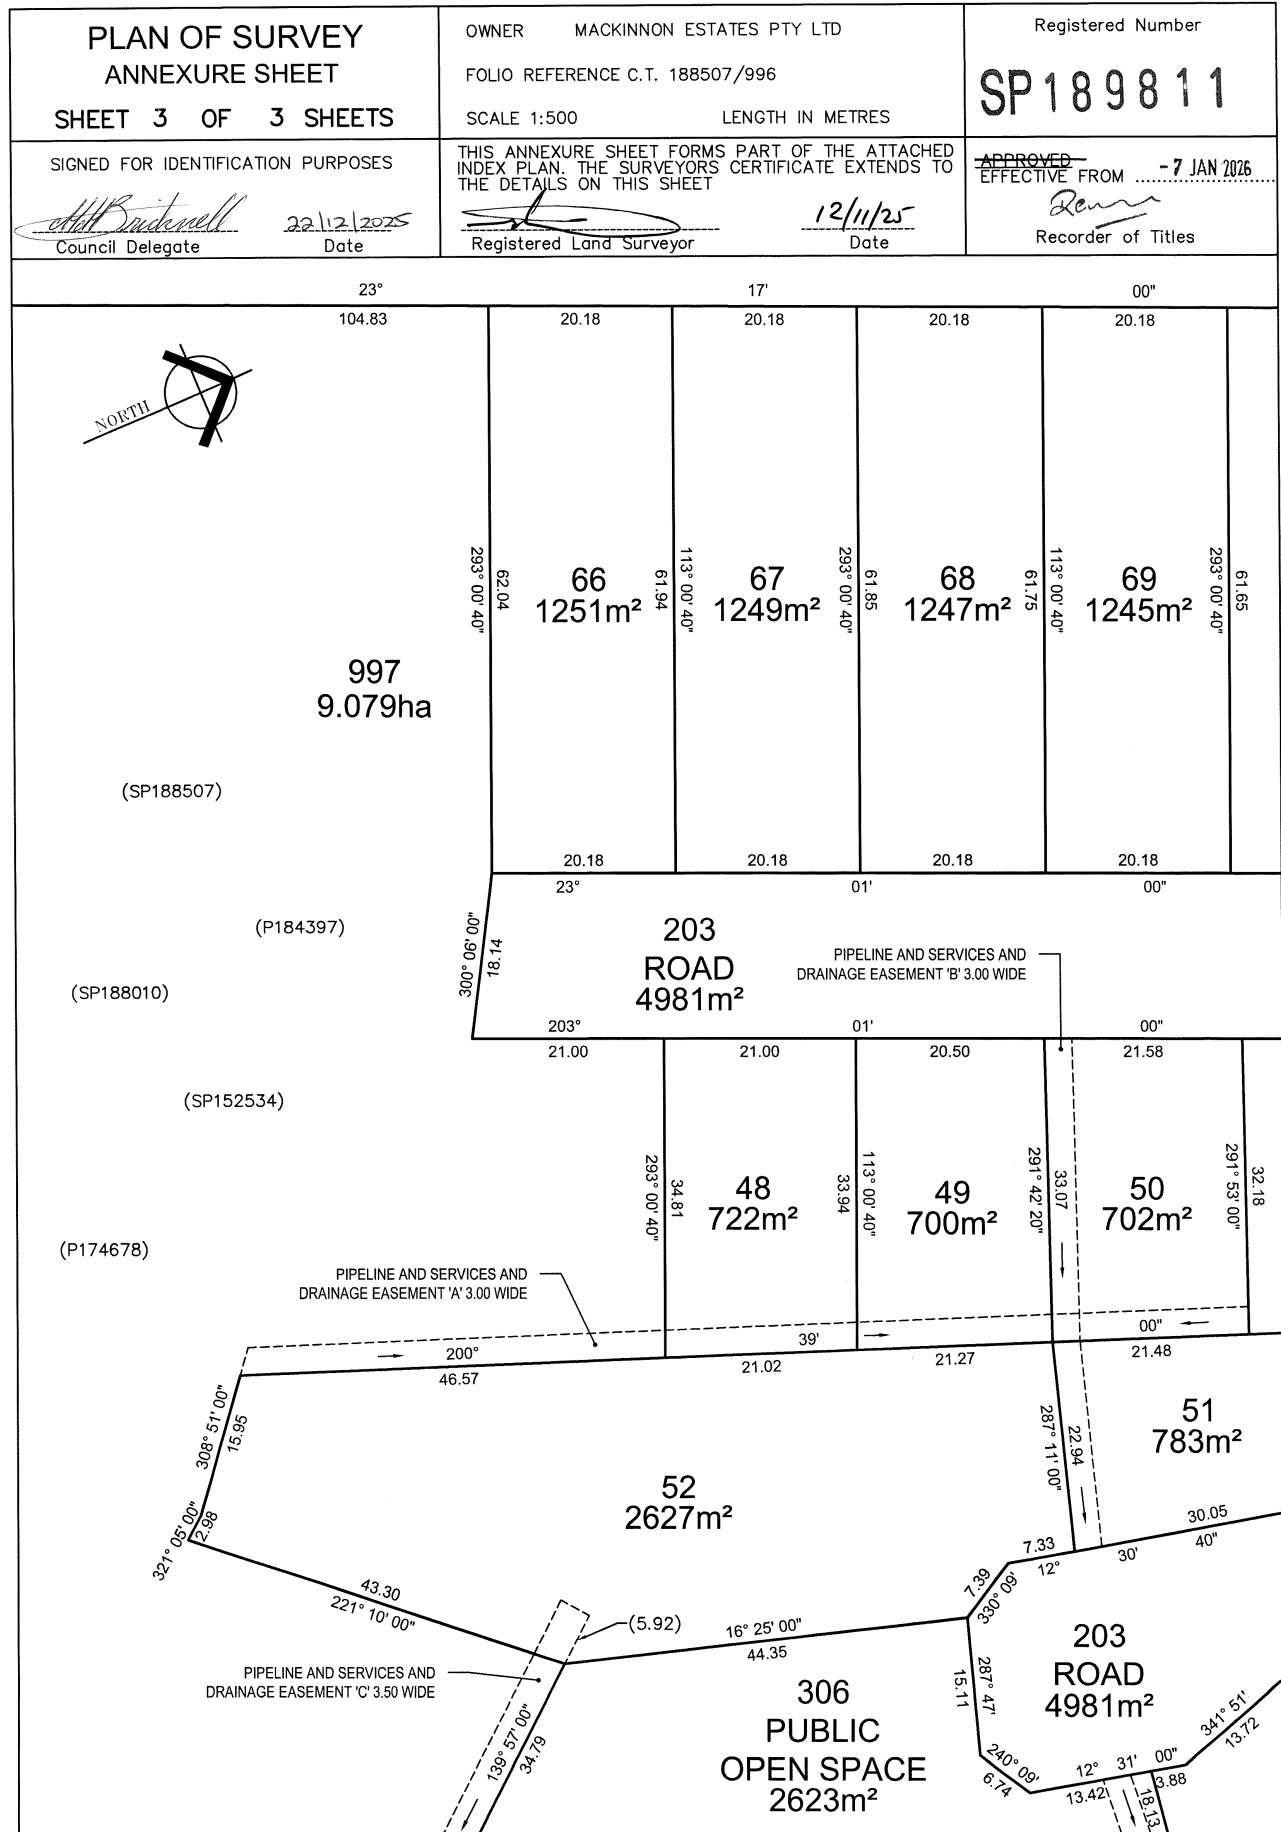 PLAN OF SURVEY
ANNEXURE SHEET
SHEET 3 OF 3 SHEETS
OWNER MACKINNON ESTATES PTY LTD
FOLIO REFERENCE C.T. 188507/996
SCALE 1:500 LENGTH IN METRES
Registered Number
SP189811
SIGNED FOR IDENTIFICATION PURPOSES
22/12/2025
Council Delegate Date
THIS ANNEXURE SHEET FORMS PART OF THE ATTACHED
INDEX PLAN. THE SURVEYORS CERTIFICATE EXTENDS TO
THE DETAILS ON THIS SHEET
12/11/25
Registered Land Surveyor Date
APPROVED
EFFECTIVE FROM - 7 JAN 2026
Recorder of Titles
23° 17' 00"
104.83 20.18 20.18 20.18 20.18
NORTH
293° 00' 40"
62.04
66
1251m²
61.94
113° 00' 40"
67
1249m²
293° 00' 40"
61.85
68
1247m²
61.75
113° 00' 40"
69
1245m²
293° 00' 40"
61.65
997
9.079ha
(SP188507)
20.18 20.18 20.18 20.18
23° 01' 00"
(P184397)
300° 06' 00"
18.14
203
ROAD
4981m²
PIPELINE AND SERVICES AND
DRAINAGE EASEMENT 'B' 3.00 WIDE
(SP188010)
203° 01' 00"
21.00 21.00 20.50 21.58
(SP152534)
293° 00' 40"
34.81
48
722m²
33.94
113° 00' 40"
49
700m²
291° 42' 20"
33.07
50
702m²
291° 53' 00"
32.18
(P174678)
PIPELINE AND SERVICES AND
DRAINAGE EASEMENT 'A' 3.00 WIDE
200° 39' 00"
46.57 21.02 21.27 21.48
308° 51' 00"
15.95
287° 11' 00"
22.94
51
783m²
52
2627m²
321° 05' 00"
2.98
30.05
7.33
12° 30' 40"
43.30
221° 10' 00"
7.39
330° 09'
(5.92)
16° 25' 00"
44.35
203
ROAD
4981m²
PIPELINE AND SERVICES AND
DRAINAGE EASEMENT 'C' 3.50 WIDE
287° 47'
15.11
306
PUBLIC
OPEN SPACE
2623m²
139° 57' 00"
34.79
341° 51'
13.72
240° 09'
6.74
12° 31' 00"
13.42
3.88
18.13